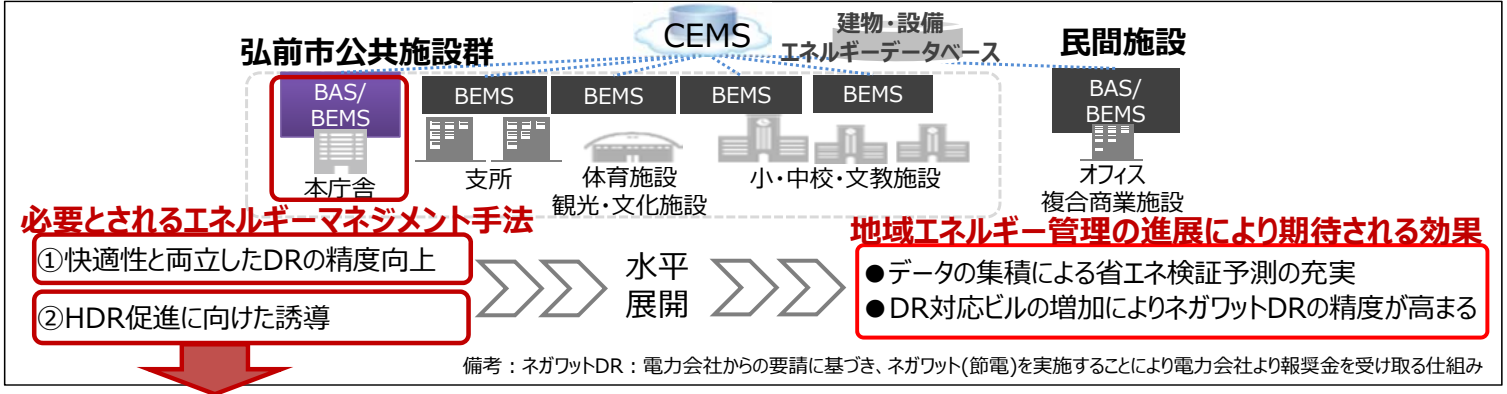 CEMS
建物・設備
エネルギーデータベース
弘前市公共施設群
民間施設
BAS/
BEMS
BEMS
BEMS
BEMS
BEMS
BAS/
BEMS
本庁舎
支所
体育施設
観光・文化施設
小・中校・文教施設
オフィス
複合商業施設
必要とされるエネルギーマネジメント手法
①快適性と両立したDRの精度向上
②HDR促進に向けた誘導
水平
展開
地域エネルギー管理の進展により期待される効果
●データの集積による省エネ検証予測の充実
●DR対応ビルの増加によりネガワットDRの精度が高まる
備考：ネガワットDR：電力会社からの要請に基づき、ネガワット(節電)を実施することにより電力会社より報奨金を受け取る仕組み